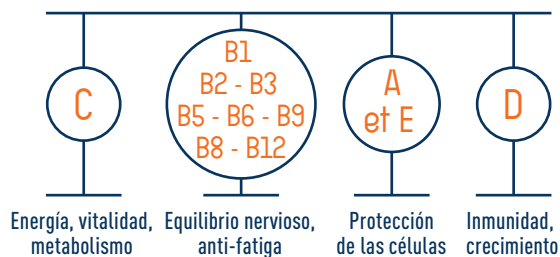 C
B1
B2 - B3
B5 - B6 - B9
B8 - B12
A
et E
D
Energía, vitalidad,
metabolismo
Equilibrio nervioso,
anti-fatiga
Protección
de las células
Inmunidad,
crecimiento